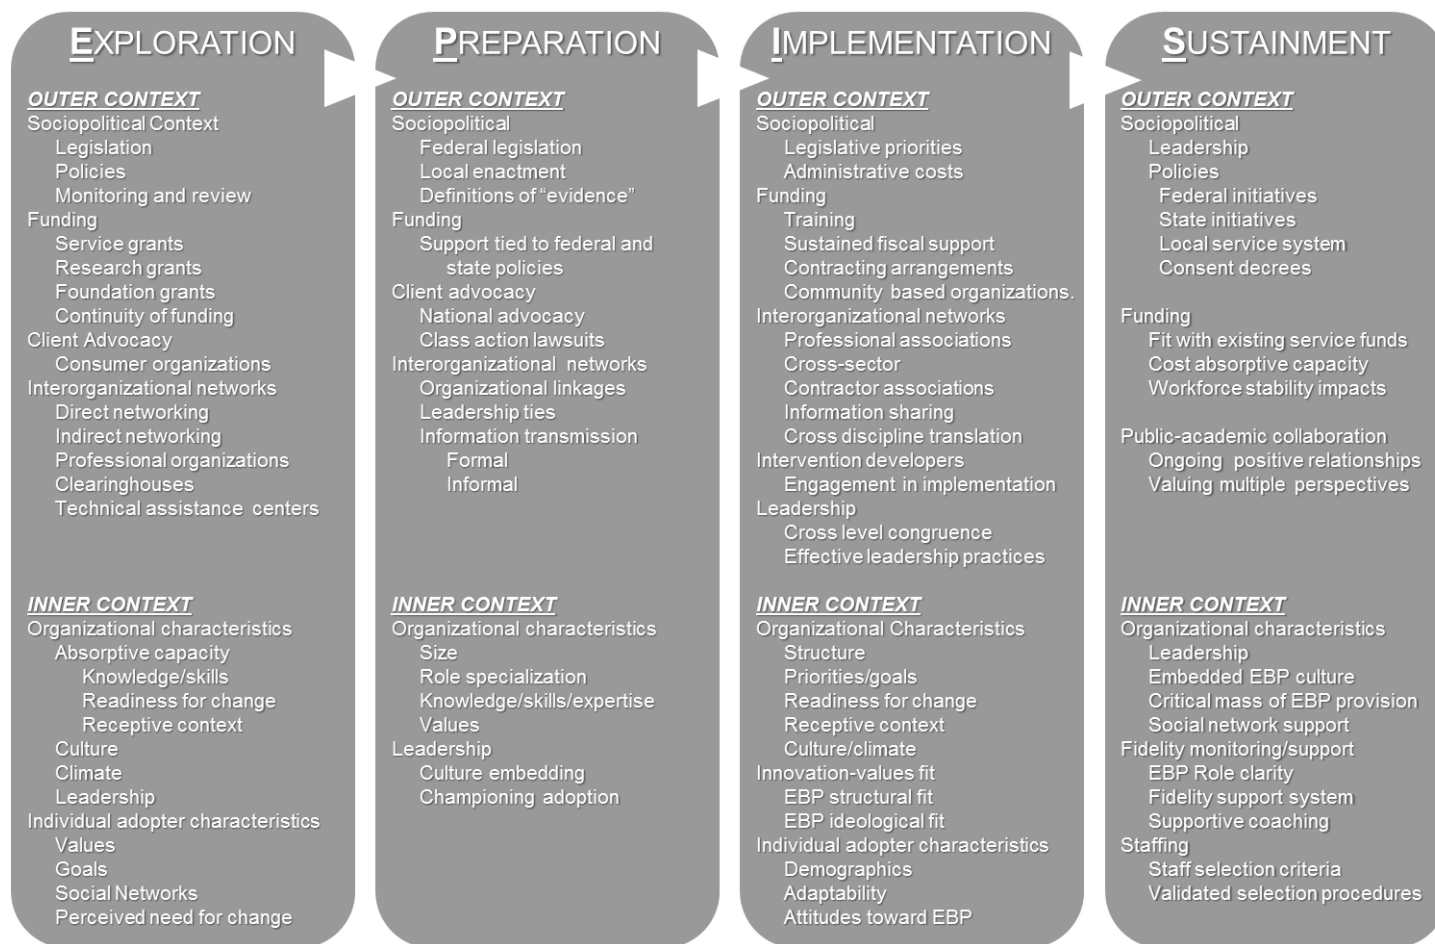 EXPLORATION
OUTER CONTEXT
Sociopolitical Context
Legislation
Policies
Monitoring and review
Funding
Service grants
Research grants
Foundation grants
Continuity of funding
Client Advocacy
Consumer organizations
Interorganizational networks
Direct networking
Indirect networking
Professional organizations
Clearinghouses
Technical assistance centers
INNER CONTEXT
Organizational characteristics
Absorptive capacity
Knowledge/skills
Readiness for change
Receptive context
Culture
Climate
Leadership
Individual adopter characteristics
Values
Goals
Social Networks
Perceived need for change
PREPARATION
OUTER CONTEXT
Sociopolitical
Federal legislation
Local enactment
Definitions of “evidence”
Funding
Support tied to federal and
state policies
Client advocacy
National advocacy
Class action lawsuits
Interorganizational networks
Organizational linkages
Leadership ties
Information transmission
Formal
Informal
INNER CONTEXT
Organizational characteristics
Size
Role specialization
Knowledge/skills/expertise
Values
Leadership
Culture embedding
Championing adoption
IMPLEMENTATION
OUTER CONTEXT
Sociopolitical
Legislative priorities
Administrative costs
Funding
Training
Sustained fiscal support
Contracting arrangements
Community based organizations.
Interorganizational networks
Professional associations
Cross-sector
Contractor associations
Information sharing
Cross discipline translation
Intervention developers
Engagement in implementation
Leadership
Cross level congruence
Effective leadership practices
INNER CONTEXT
Organizational Characteristics
Structure
Priorities/goals
Readiness for change
Receptive context
Culture/climate
Innovation-values fit
EBP structural fit
EBP ideological fit
Individual adopter characteristics
Demographics
Adaptability
Attitudes toward EBP
SUSTAINMENT
OUTER CONTEXT
Sociopolitical
Leadership
Policies
Federal initiatives
State initiatives
Local service system
Consent decrees
Funding
Fit with existing service funds
Cost absorptive capacity
Workforce stability impacts
Public-academic collaboration
Ongoing positive relationships
Valuing multiple perspectives
INNER CONTEXT
Organizational characteristics
Leadership
Embedded EBP culture
Critical mass of EBP provision
Social network support
Fidelity monitoring/support
EBP Role clarity
Fidelity support system
Supportive coaching
Staffing
Staff selection criteria
Validated selection procedures